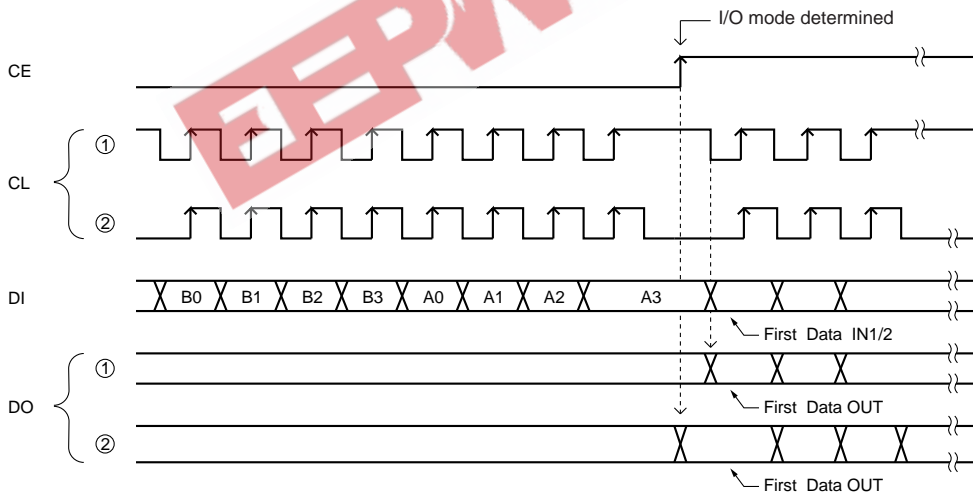 I/O mode determined
CE
①
CL
②
DI
B0 B1 B2 B3 A0 A1 A2 A3
First Data IN1/2
①
DO
First Data OUT
②
First Data OUT